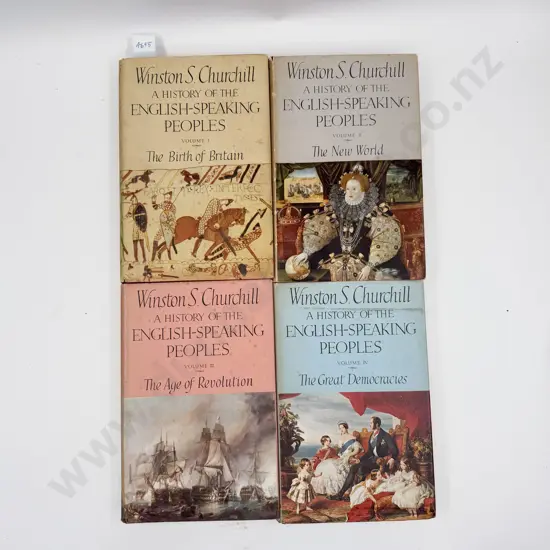 1845
Winston S. Churchill
A HISTORY OF THE
ENGLISH-SPEAKING
PEOPLES
VOLUME I
The Birth of Britain
Winston S. Churchill
A HISTORY OF THE
ENGLISH-SPEAKING
PEOPLES
VOLUME II
The New World
Winston S. Churchill
A HISTORY OF THE
ENGLISH-SPEAKING
PEOPLES
VOLUME III
The Age of Revolution
Winston S. Churchill
A HISTORY OF THE
ENGLISH-SPEAKING
PEOPLES
VOLUME IV
The Great Democracies